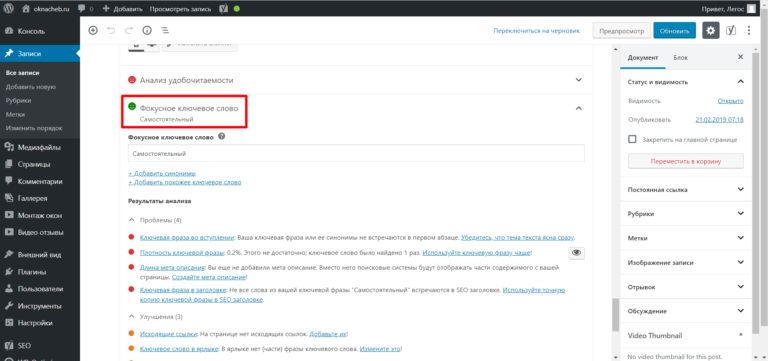 oknacheb.ru 0 Добавить Просмотреть запись Привет, Легос
Консоль
Записи
Все записи
Добавить новую
Рубрики
Метки
Изменить порядок
Медиафайлы
Страницы
Комментарии
Галерея
Монтаж окон
Видео отзывы
Внешний вид
Плагины
Пользователи
Инструменты
Настройки
SEO
Переключиться на черновик Предпросмотр Обновить
Анализ удобочитаемости
Фокусное ключевое слово
Самостоятельный
Фокусное ключевое слово
Самостоятельный
+ Добавить синонимы
+ Добавить похожее ключевое слово
Результаты анализа
Проблемы (4)
Ключевая фраза во вступлении: Ваша ключевая фраза или ее синонимы не встречаются в первом абзаце. Убедитесь, что тема текста ясна сразу.
Плотность ключевой фразы: 0.2%. Этого не достаточно; ключевое слово было найдено 1 раз. Используйте ключевую фразу чаще!
Длина мета описания: Вы еще не добавили мета описание. Вместо него поисковые системы будут отображать части содержимого с вашей
страницы. Создайте мета описание!
Ключевая фраза в заголовке: Не все слова из вашей ключевой фразы "Самостоятельный" встречаются в SEO заголовке. Используйте точную
копию ключевой фразы в SEO заголовке.
Улучшения (3)
Исходящие ссылки: На странице нет исходящих ссылок. Добавьте их!
Ключевое слово в ярлыке: В ярлыке нет (части) фразы ключевого слова. Измените это!
Документ Блок
Статус и видимость
Видимость Открыто
Опубликовать 21.02.2019 07:18
Закрепить на главной странице
Переместить в корзину
Постоянная ссылка
Рубрики
Метки
Изображение записи
Отрывок
Обсуждение
Video Thumbnail
No video thumbnail for this post.